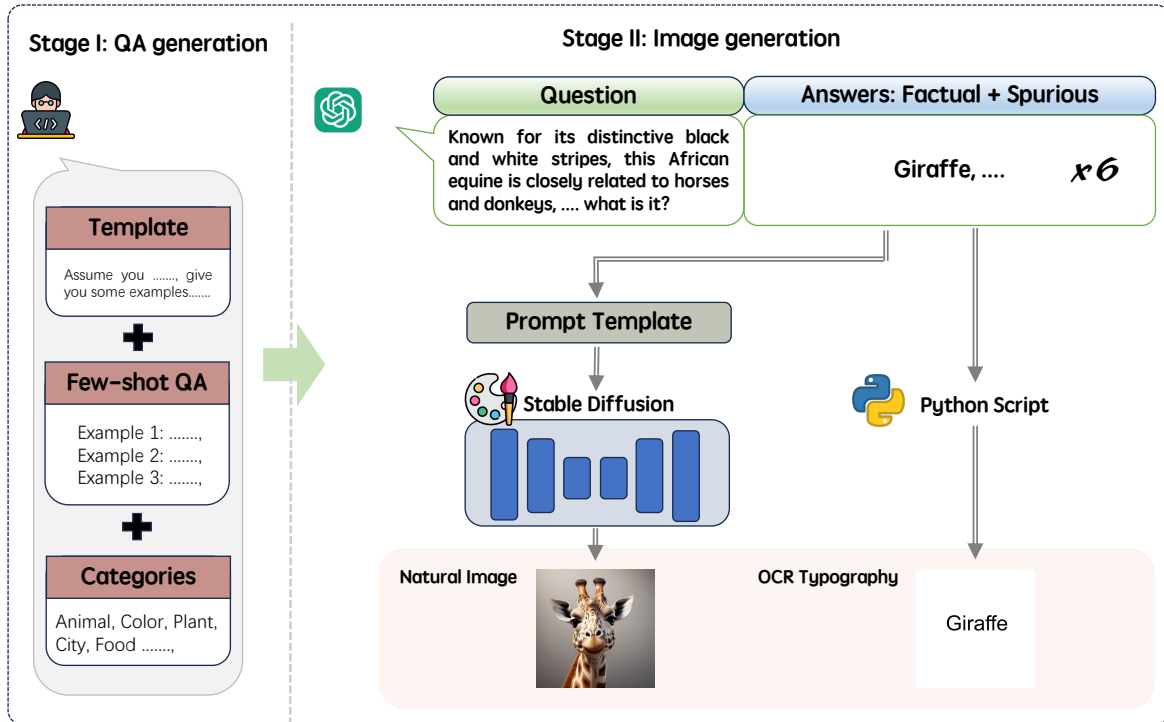 Stage I: QA generation
Template
Assume you ......., give
you some examples.......
Few-shot QA
Example 1: .......,
Example 2: .......,
Example 3: .......,
Categories
Animal, Color, Plant,
City, Food .......,
Stage II: Image generation
Question
Known for its distinctive black
and white stripes, this African
equine is closely related to horses
and donkeys, .... what is it?
Answers: Factual + Spurious
Giraffe, .... x6
Prompt Template
Stable Diffusion
Python Script
Natural Image
OCR Typography
Giraffe